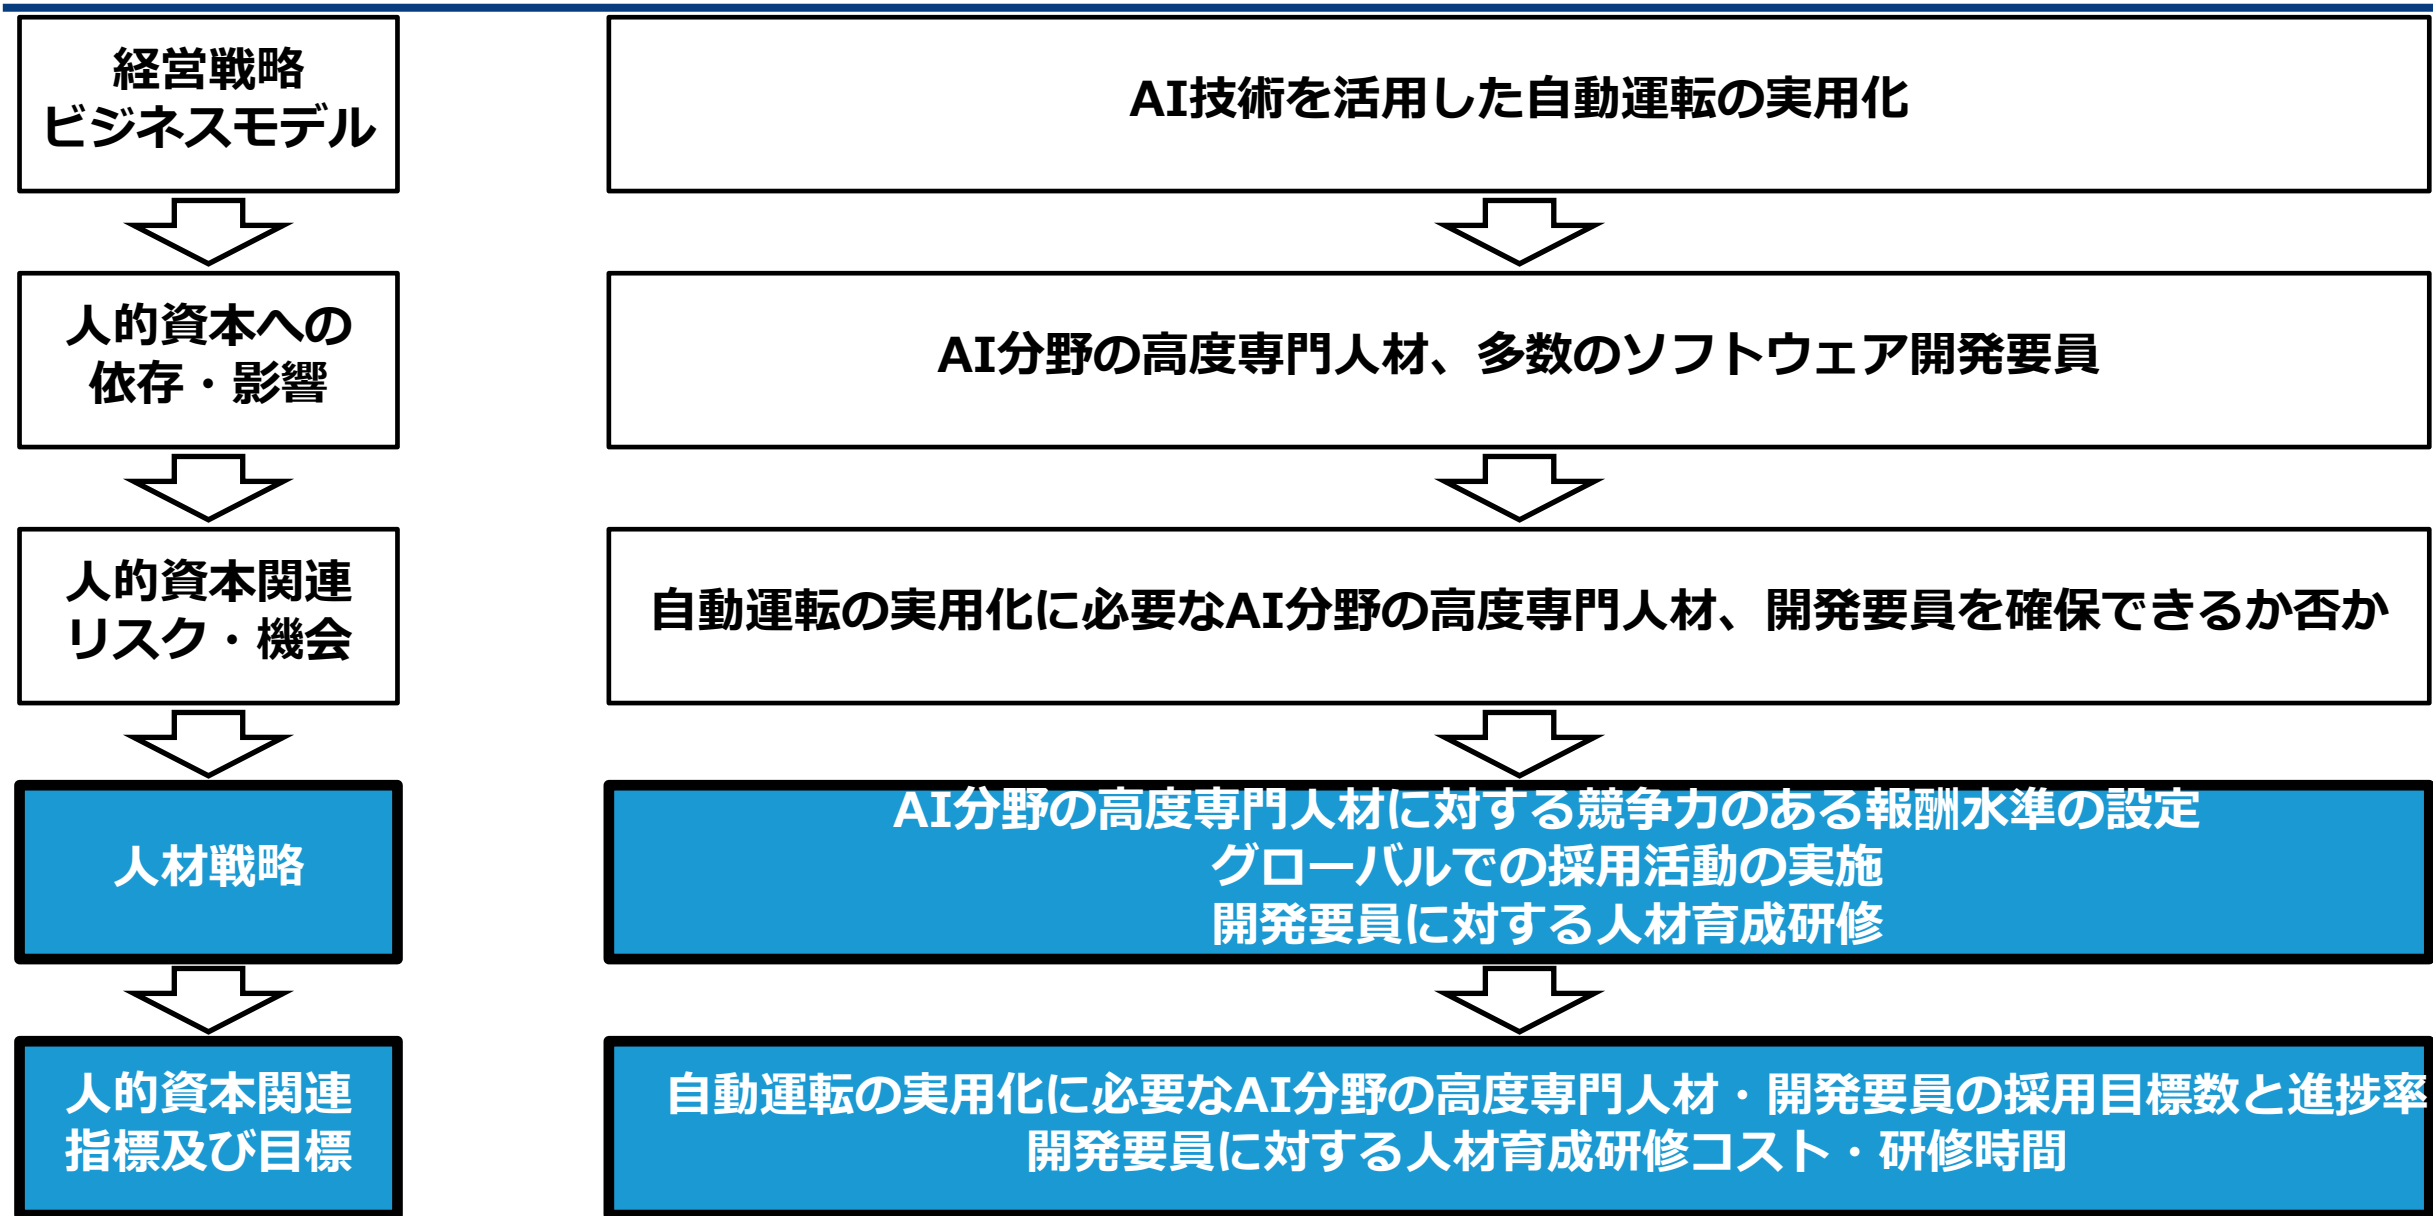 経営戦略
ビジネスモデル
AI技術を活用した自動運転の実用化
人的資本への
依存・影響
AI分野の高度専門人材、多数のソフトウェア開発要員
人的資本関連
リスク・機会
自動運転の実用化に必要なAI分野の高度専門人材、開発要員を確保できるか否か
人材戦略
AI分野の高度専門人材に対する競争力のある報酬水準の設定
グローバルでの採用活動の実施
開発要員に対する人材育成研修
人的資本関連
指標及び目標
自動運転の実用化に必要なAI分野の高度専門人材・開発要員の採用目標数と進捗率
開発要員に対する人材育成研修コスト・研修時間